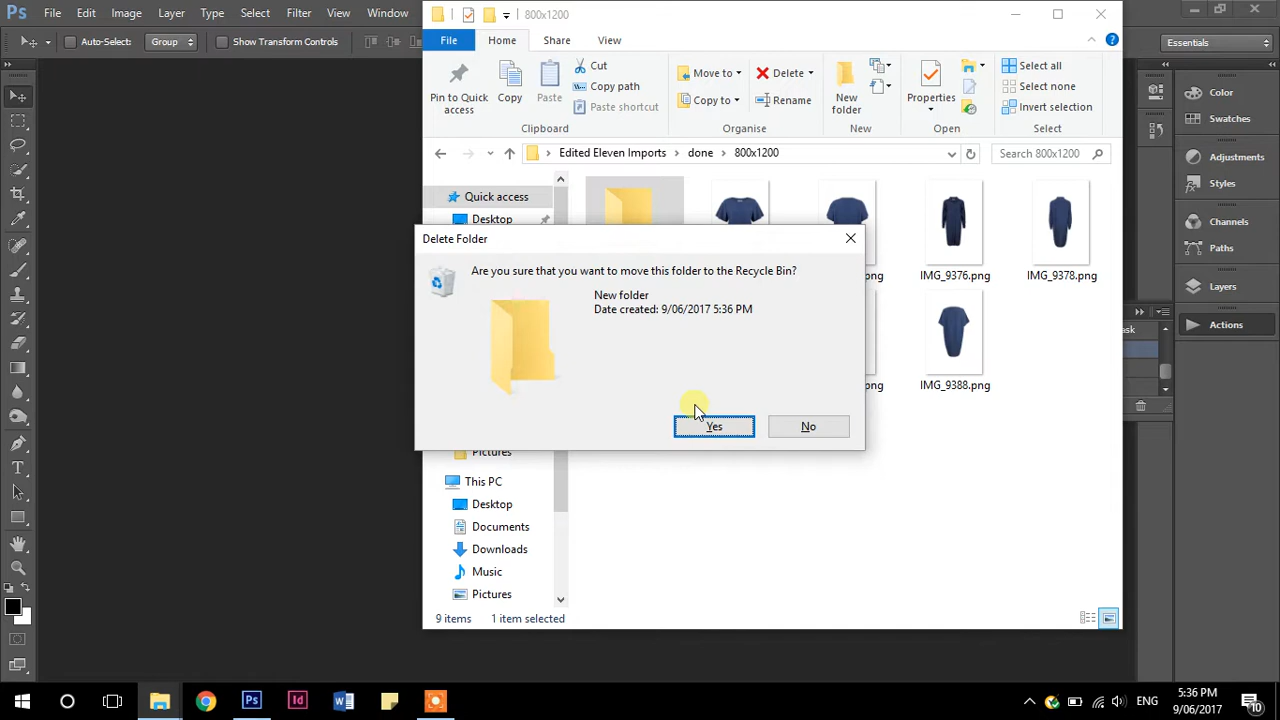 Ps File Edit Image Layer Type Select Filter View Window
Auto-Select: Group Show Transform Controls
Essentials
800x1200
File Home Share View
Pin to Quick access
Copy
Paste
Cut
Copy path
Paste shortcut
Clipboard
Move to
Copy to
Delete
Rename
Organise
New folder
New
Properties
Open
Select all
Select none
Invert selection
Select
Edited Eleven Imports done 800x1200
Search 800x1200
Quick access
Desktop
Pictures
This PC
Desktop
Documents
Downloads
Music
Pictures
IMG_9376.png
IMG_9378.png
IMG_9388.png
Delete Folder
Are you sure that you want to move this folder to the Recycle Bin?
New folder
Date created: 9/06/2017 5:36 PM
Yes No
9 items 1 item selected
Color
Swatches
Adjustments
Styles
Channels
Paths
Layers
Actions
Ps Id W
ENG
5:36 PM
9/06/2017
10